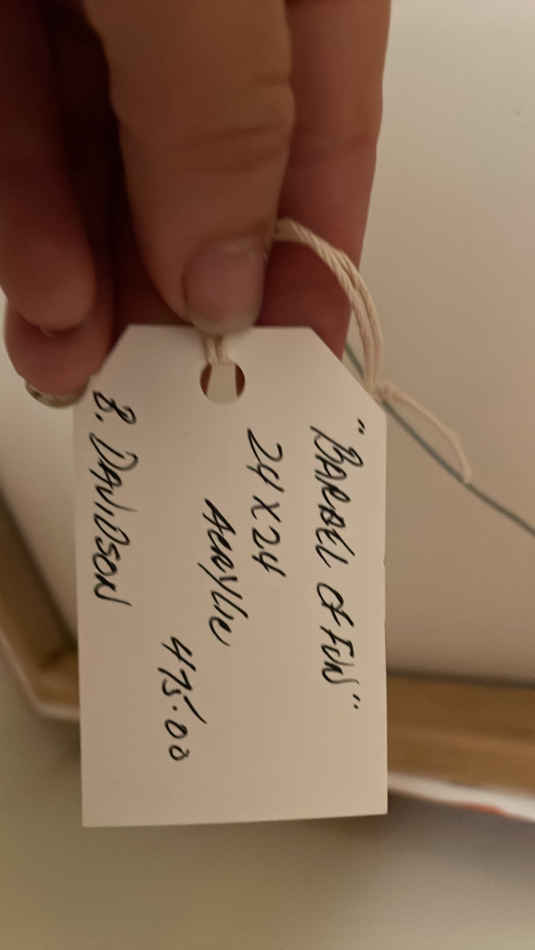 "BARREL OF FUN"
24 X 24
Acrylic
475.00
B. DAVIDSON